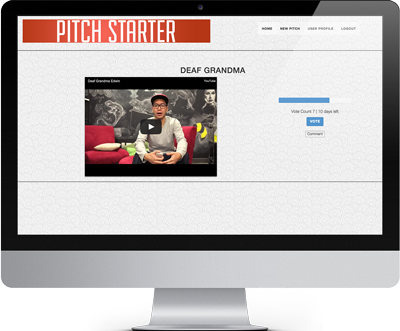 PITCH STARTER
HOME NEW PITCH USER PROFILE LOGOUT
DEAF GRANDMA
Deaf Grandma Edwin
YouTube
Vote Count 7 | 10 days left
VOTE
Comment